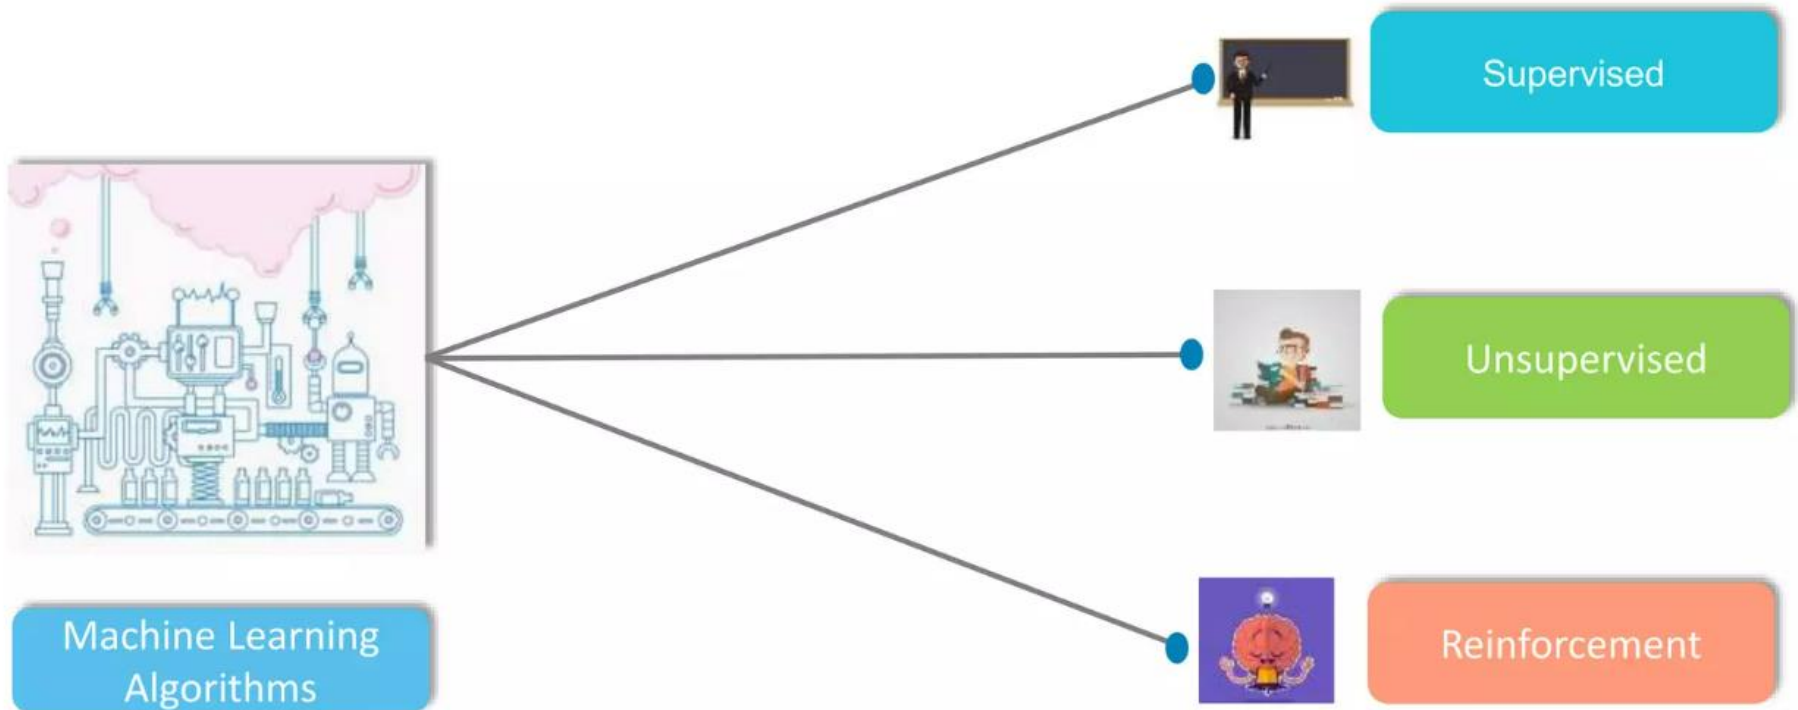 Supervised
Unsupervised
Machine Learning
Algorithms
Reinforcement